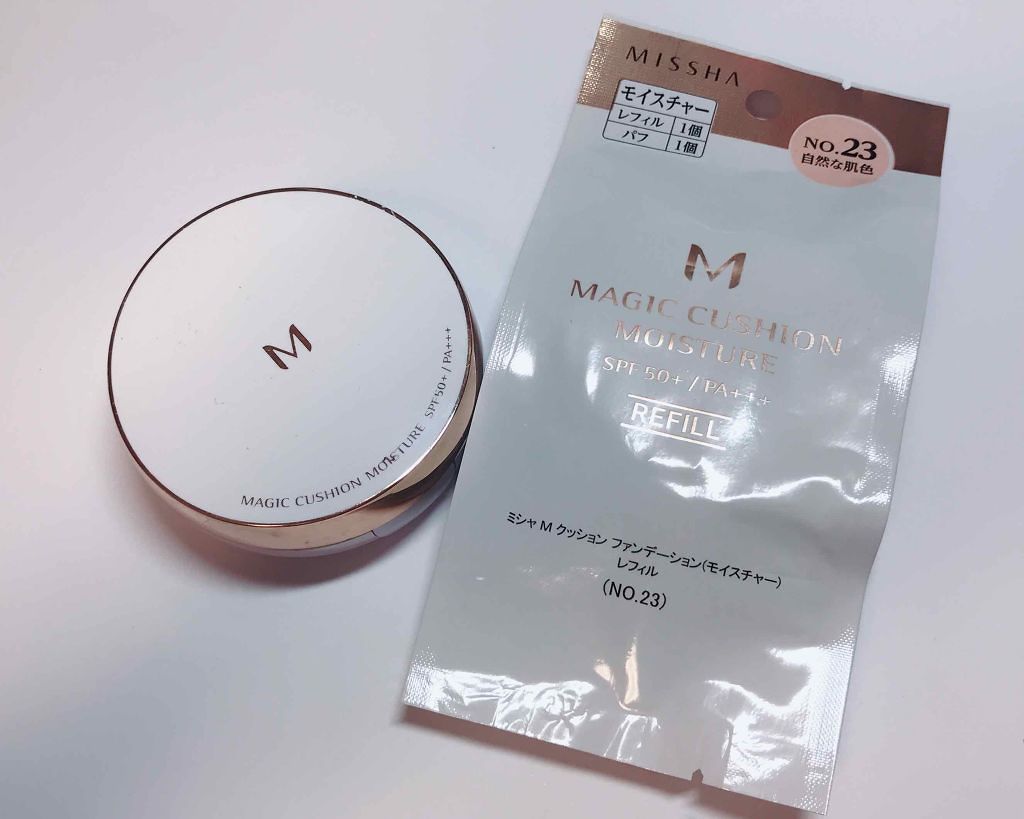 M
MAGIC CUSHION MOISTURE SPF50+ / PA+++
MISSHA
モイスチャー
レフィル 1個
パフ 1個
NO.23
自然な肌色
M
MAGIC CUSHION
MOISTURE
SPF 50+ / PA+++
REFILL
ミシャ M クッション ファンデーション(モイスチャー)
レフィル
(NO.23)